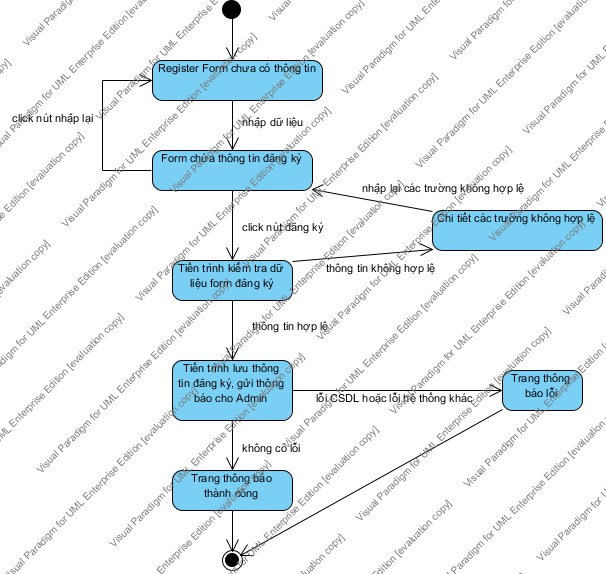 Register Form chưa có thông tin
click nút nhập lại
nhập dữ liệu
Form chứa thông tin đăng ký
nhập lại các trường không hợp lệ
Chi tiết các trường không hợp lệ
click nút đăng ký
Tiến trình kiểm tra dữ
liệu form đăng ký
thông tin không hợp lệ
thông tin hợp lệ
Tiến trình lưu thông
tin đăng ký, gửi thông
báo cho Admin
lỗi CSDL hoặc lỗi hệ thống khác
Trang thông
báo lỗi
không có lỗi
Trang thông báo
thành công
Visual Paradigm for UML Enterprise Edition [evaluation copy]